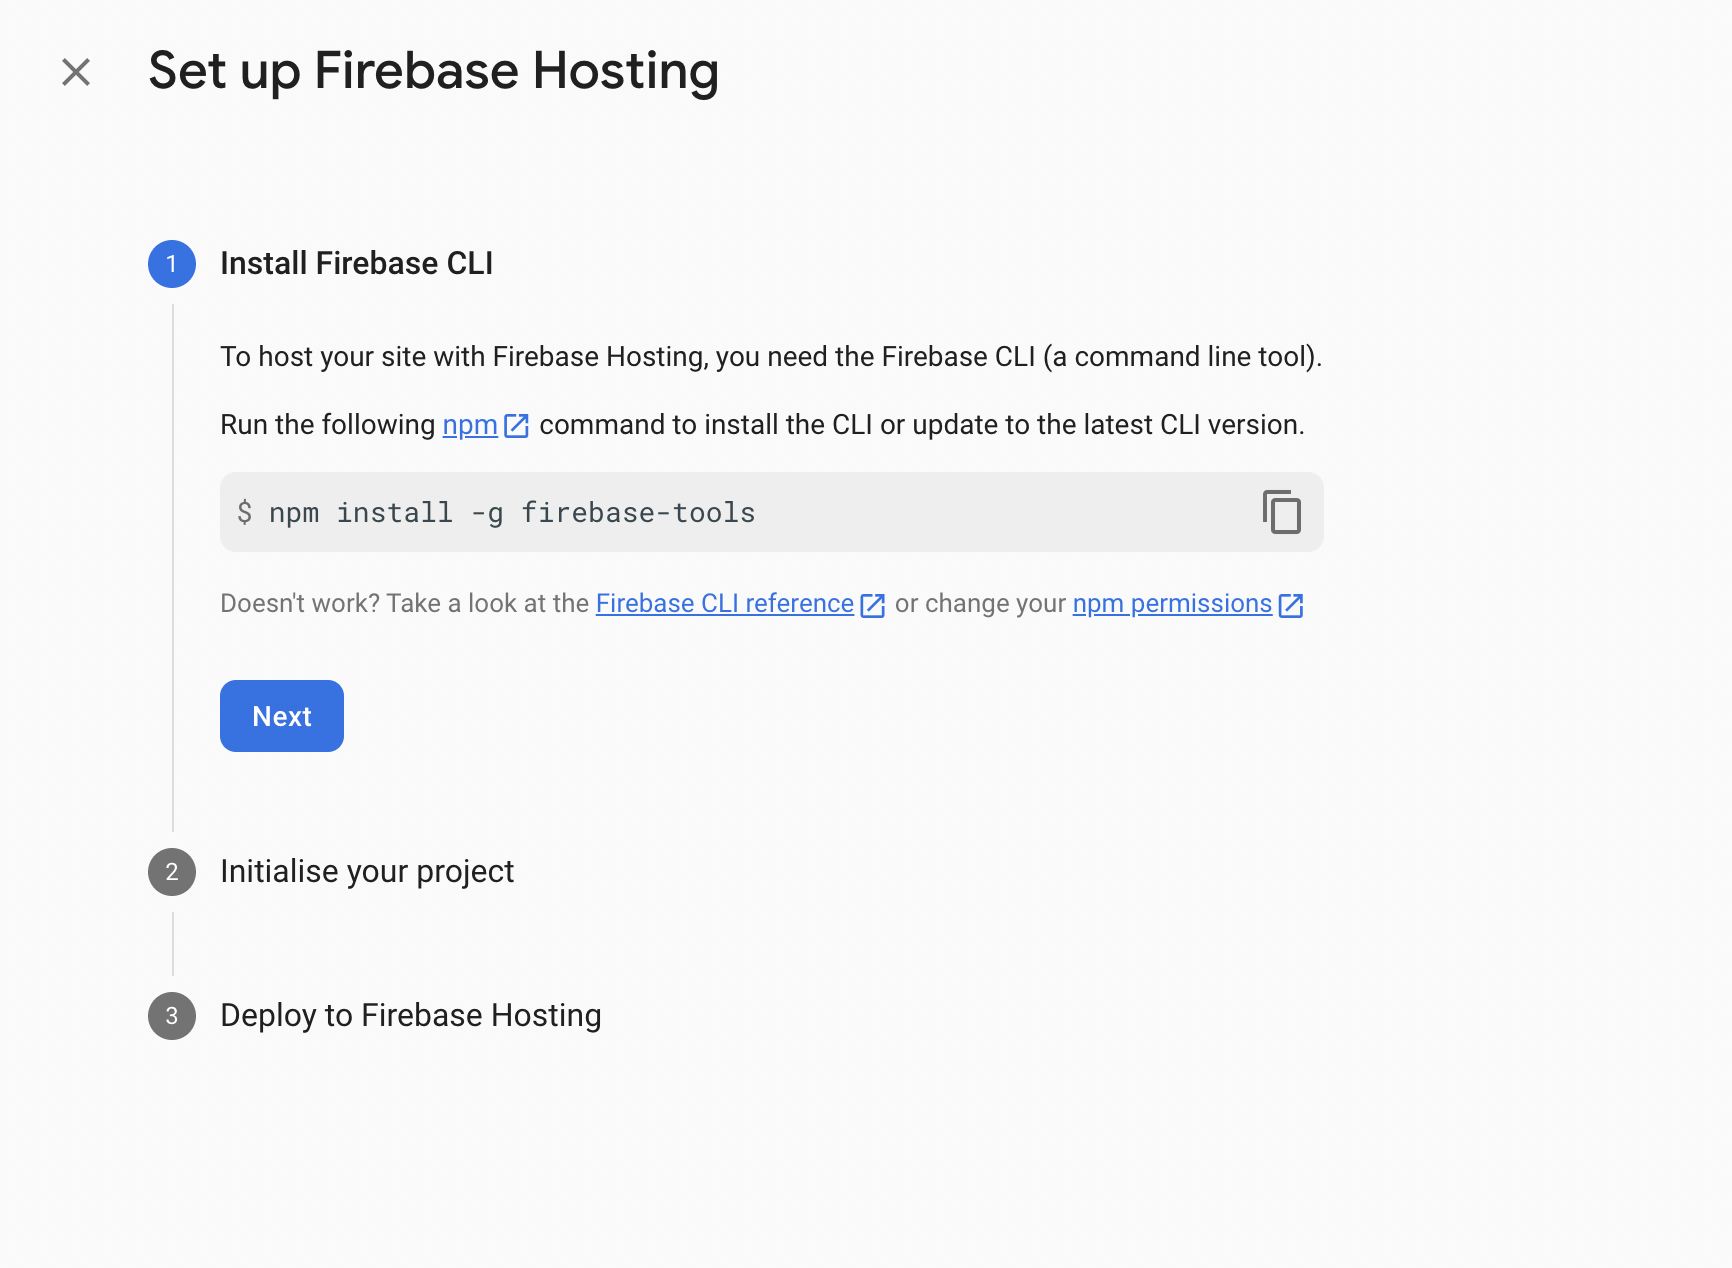 Set up Firebase Hosting
1 Install Firebase CLI
To host your site with Firebase Hosting, you need the Firebase CLI (a command line tool).
Run the following npm command to install the CLI or update to the latest CLI version.
$ npm install -g firebase-tools
Doesn't work? Take a look at the Firebase CLI reference or change your npm permissions
Next
2 Initialise your project
3 Deploy to Firebase Hosting